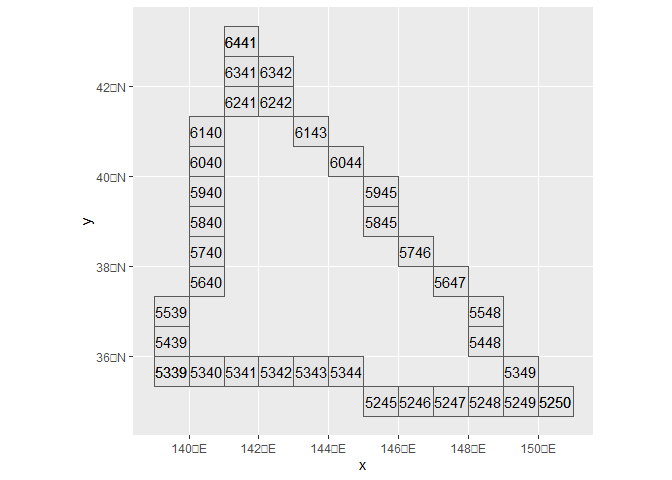 6441
6341 6342
42▯N
6241 6242
6140 6143
6040 6044
40▯N
5940 5945
5840 5845
5740 5746
38▯N
5640 5647
5539 5548
5439 5448
36▯N
5339 5340 5341 5342 5343 5344 5349
5245 5246 5247 5248 5249 5250
140▯E 142▯E 144▯E 146▯E 148▯E 150▯E
x
y